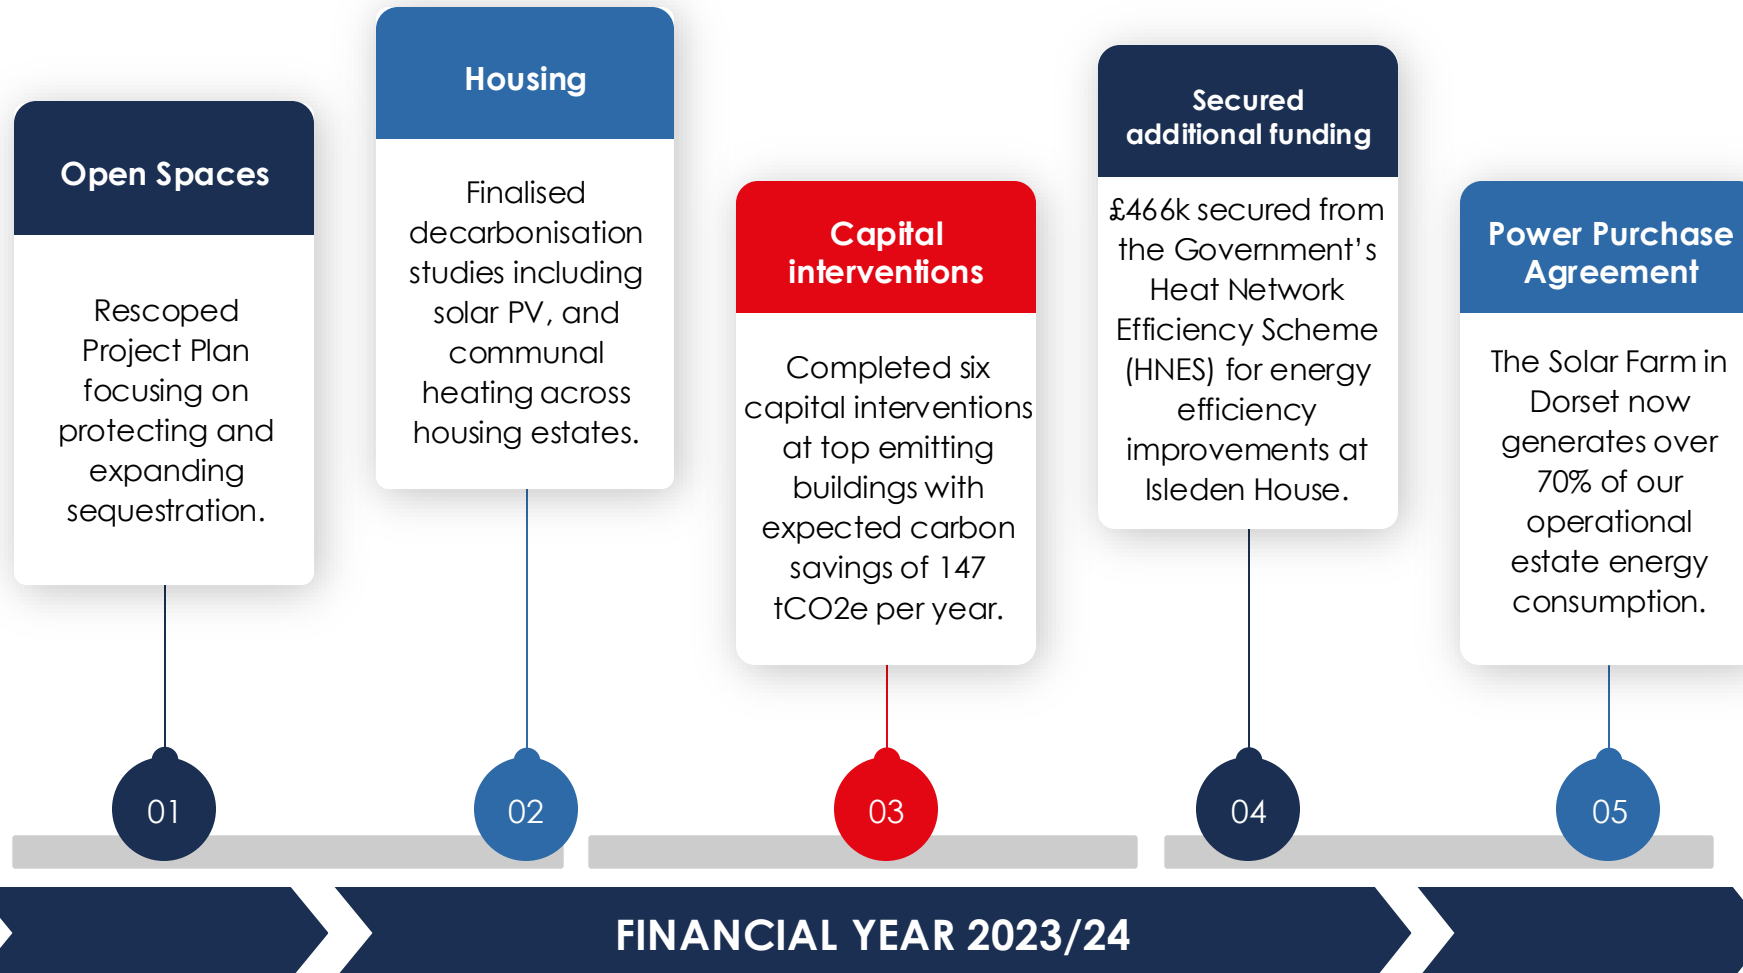 Open Spaces
Rescoped
Project Plan
focusing on
protecting and
expanding
sequestration.
Housing
Finalised
decarbonisation
studies including
solar PV, and
communal
heating across
housing estates.
Capital
interventions
Completed six
capital interventions
at top emitting
buildings with
expected carbon
savings of 147
tCO2e per year.
Secured
additional funding
£466k secured from
the Government’s
Heat Network
Efficiency Scheme
(HNES) for energy
efficiency
improvements at
Isleden House.
Power Purchase
Agreement
The Solar Farm in
Dorset now
generates over
70% of our
operational
estate energy
consumption.
01
02
03
04
05
FINANCIAL YEAR 2023/24